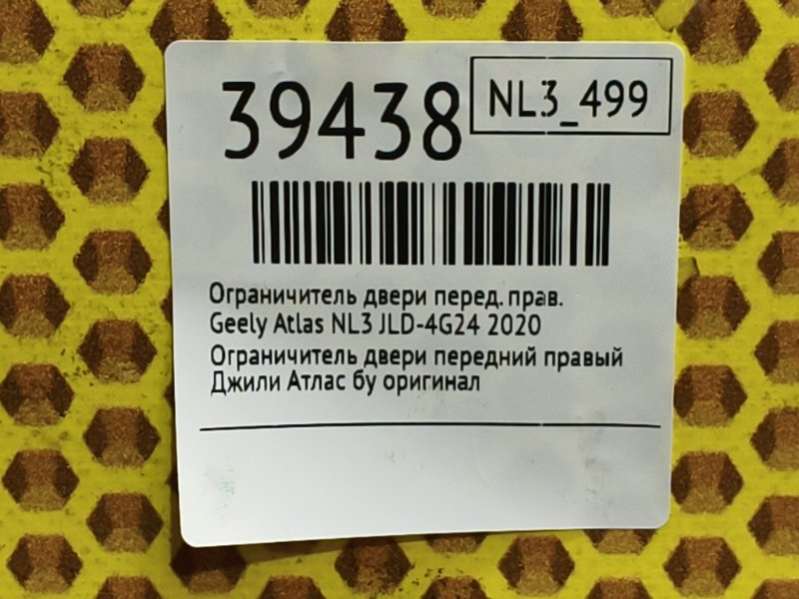 39438
NL3_499
Ограничитель двери перед. прав.
Geely Atlas NL3 JLD-4G24 2020
Ограничитель двери передний правый
Джили Атлас бу оригинал